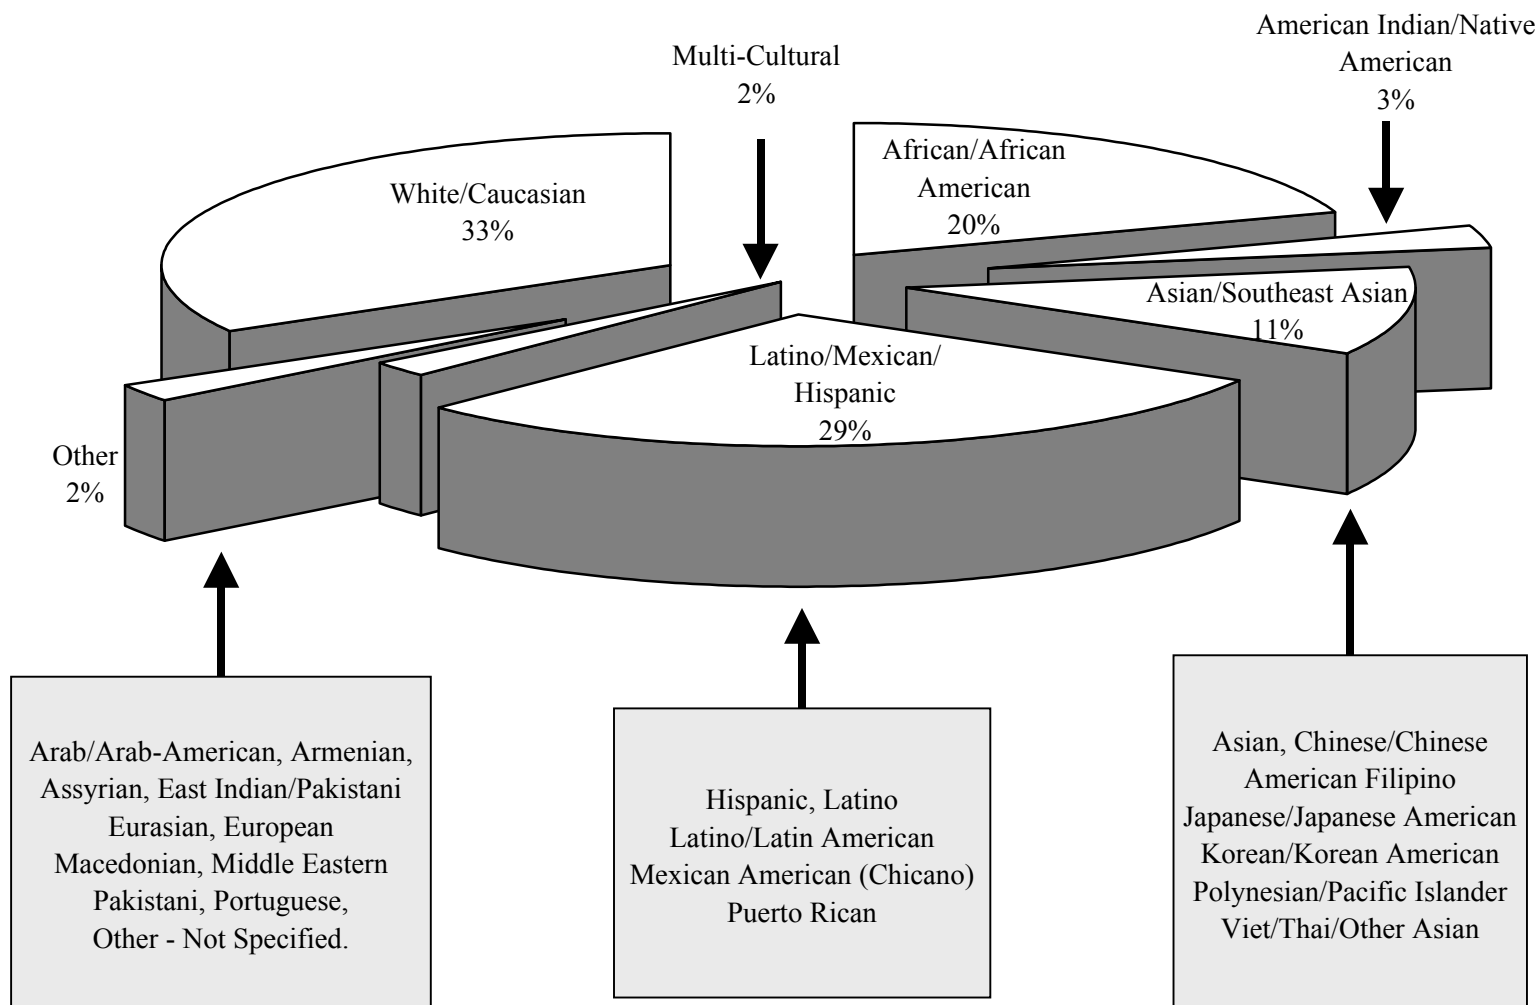 American Indian/Native
American
3%
Multi-Cultural
2%
African/African
American
20%
White/Caucasian
33%
Asian/Southeast Asian
11%
Latino/Mexican/
Hispanic
29%
Other
2%
Arab/Arab-American, Armenian,
Assyrian, East Indian/Pakistani
Eurasian, European
Macedonian, Middle Eastern
Pakistani, Portuguese,
Other - Not Specified.
Hispanic, Latino
Latino/Latin American
Mexican American (Chicano)
Puerto Rican
Asian, Chinese/Chinese
American Filipino
Japanese/Japanese American
Korean/Korean American
Polynesian/Pacific Islander
Viet/Thai/Other Asian